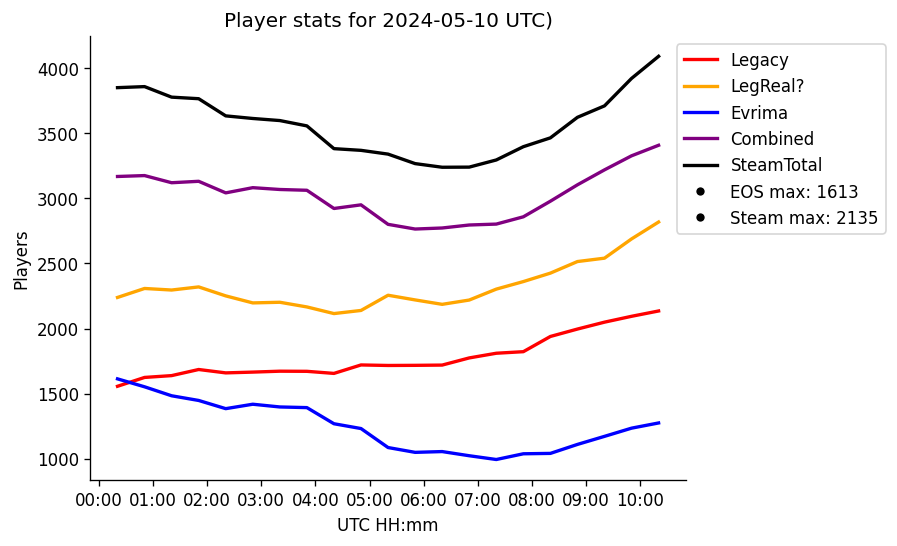 Player stats for 2024-05-10 UTC)
Players
4000
3500
3000
2500
2000
1500
1000
00:00 01:00 02:00 03:00 04:00 05:00 06:00 07:00 08:00 09:00 10:00
UTC HH:mm
Legacy
LegReal?
Evrima
Combined
SteamTotal
EOS max: 1613
Steam max: 2135